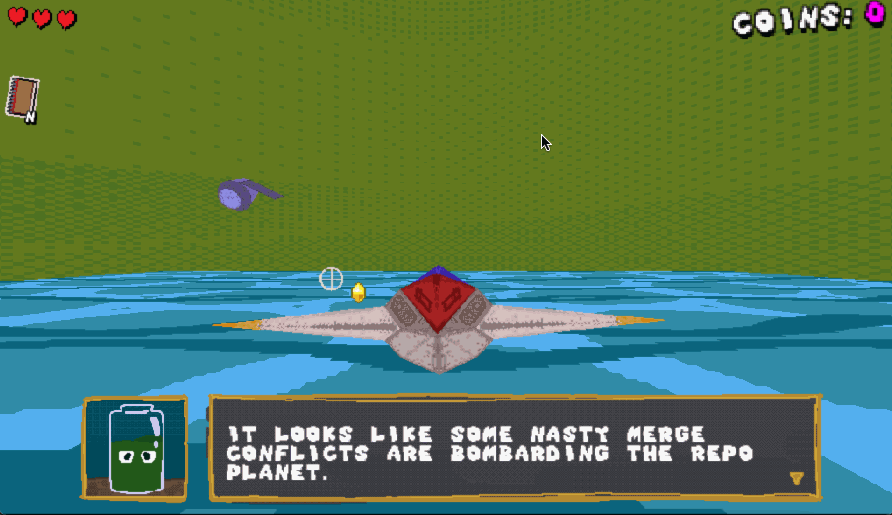 COINS: 0
N
IT LOOKS LIKE SOME NASTY MERGE
CONFLICTS ARE BOMBARDING THE REPO
PLANET.